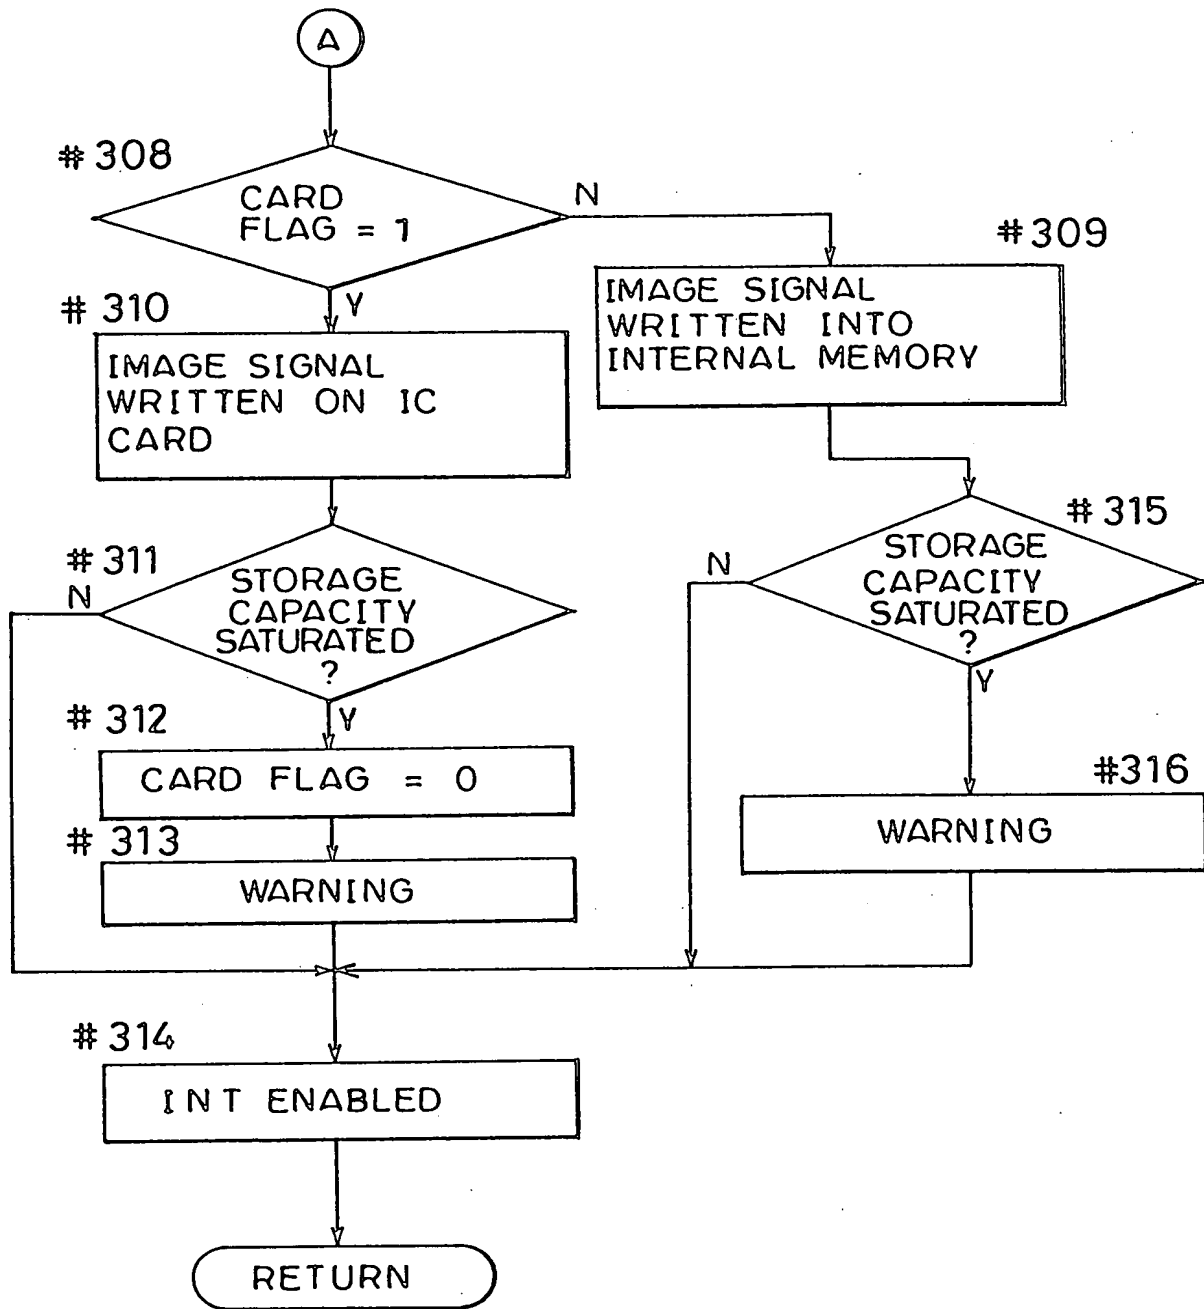 A
#308
CARD
FLAG = 1
N
Y
#309
IMAGE SIGNAL
WRITTEN INTO
INTERNAL MEMORY
#310
IMAGE SIGNAL
WRITTEN ON IC
CARD
#311
N
STORAGE
CAPACITY
SATURATED
?
Y
#315
N
STORAGE
CAPACITY
SATURATED
?
Y
#312
CARD FLAG = 0
#316
WARNING
#313
WARNING
#314
INT ENABLED
RETURN